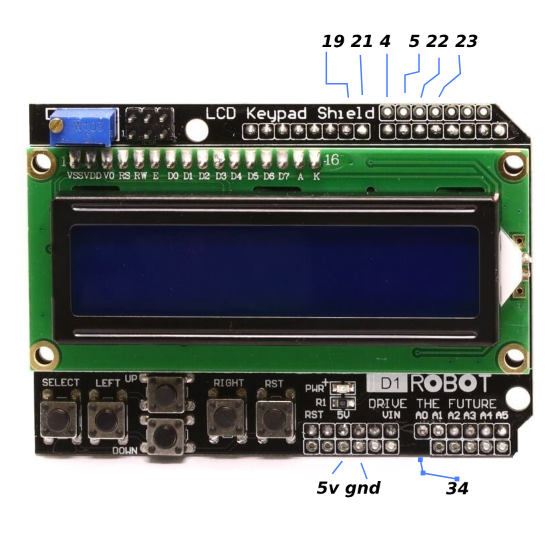 19 21 4 5 22 23
LCD Keypad Shield
1
1 16
VSS VDD V0 RS RW E D0 D1 D2 D3 D4 D5 D6 D7 A K
SELECT LEFT UP RIGHT RST
DOWN
PWR
R1
D1 ROBOT
DRIVE THE FUTURE
RST 5V VIN A0 A1 A2 A3 A4 A5
5v gnd 34